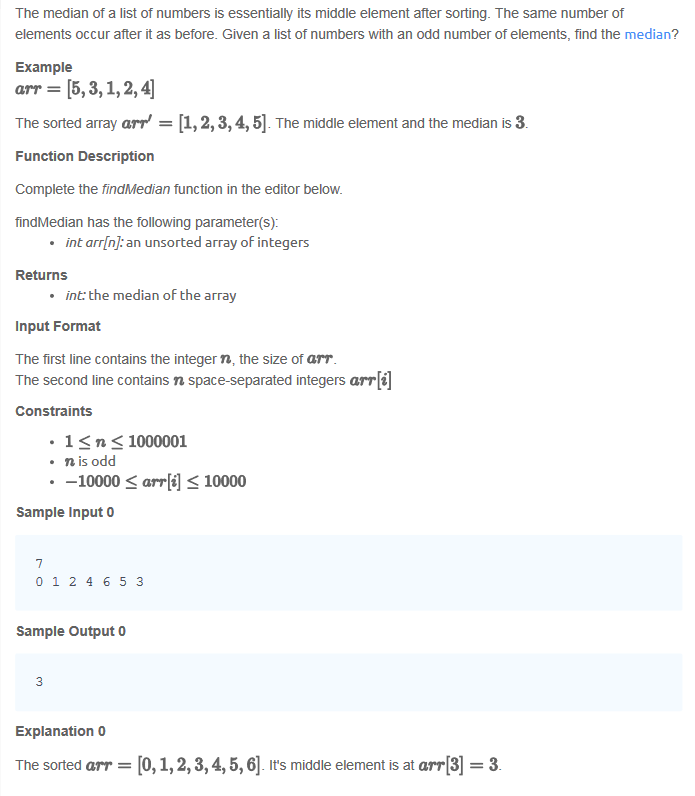 The median of a list of numbers is essentially its middle element after sorting. The same number of
elements occur after it as before. Given a list of numbers with an odd number of elements, find the median?
Example
arr = [5, 3, 1, 2, 4]
The sorted array arr′ = [1, 2, 3, 4, 5]. The middle element and the median is 3.
Function Description
Complete the findMedian function in the editor below.
findMedian has the following parameter(s):
• int arr[n]: an unsorted array of integers
Returns
• int: the median of the array
Input Format
The first line contains the integer n, the size of arr.
The second line contains n space-separated integers arr[i]
Constraints
• 1 ≤ n ≤ 1000001
• n is odd
• −10000 ≤ arr[i] ≤ 10000
Sample Input 0
7
0 1 2 4 6 5 3
Sample Output 0
3
Explanation 0
The sorted arr = [0, 1, 2, 3, 4, 5, 6]. It's middle element is at arr[3] = 3.